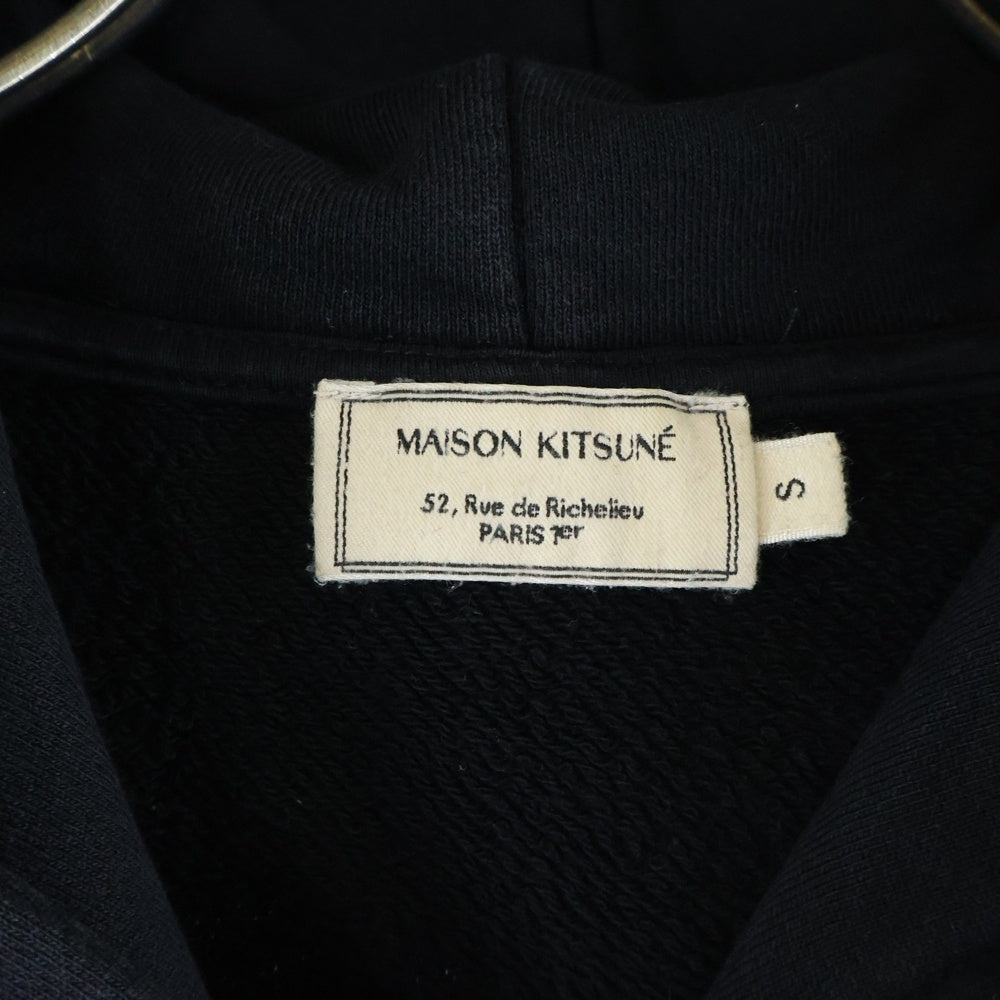 MAISON KITSUNÉ
52, Rue de Richelieu
PARIS 1er
S